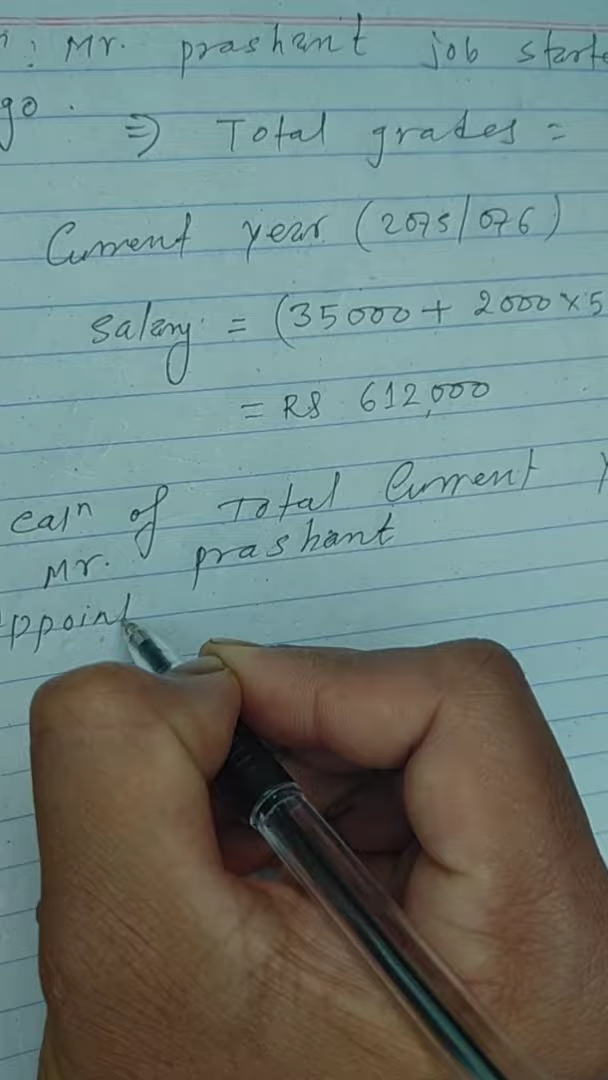 n: Mr. prashant job starte
go. ⇒ Total grades =
Current year (2075/076)
salary = (35000 + 2000×5
= RS 612,000
caln of Total Current Y
Mr. prashant
ppoint